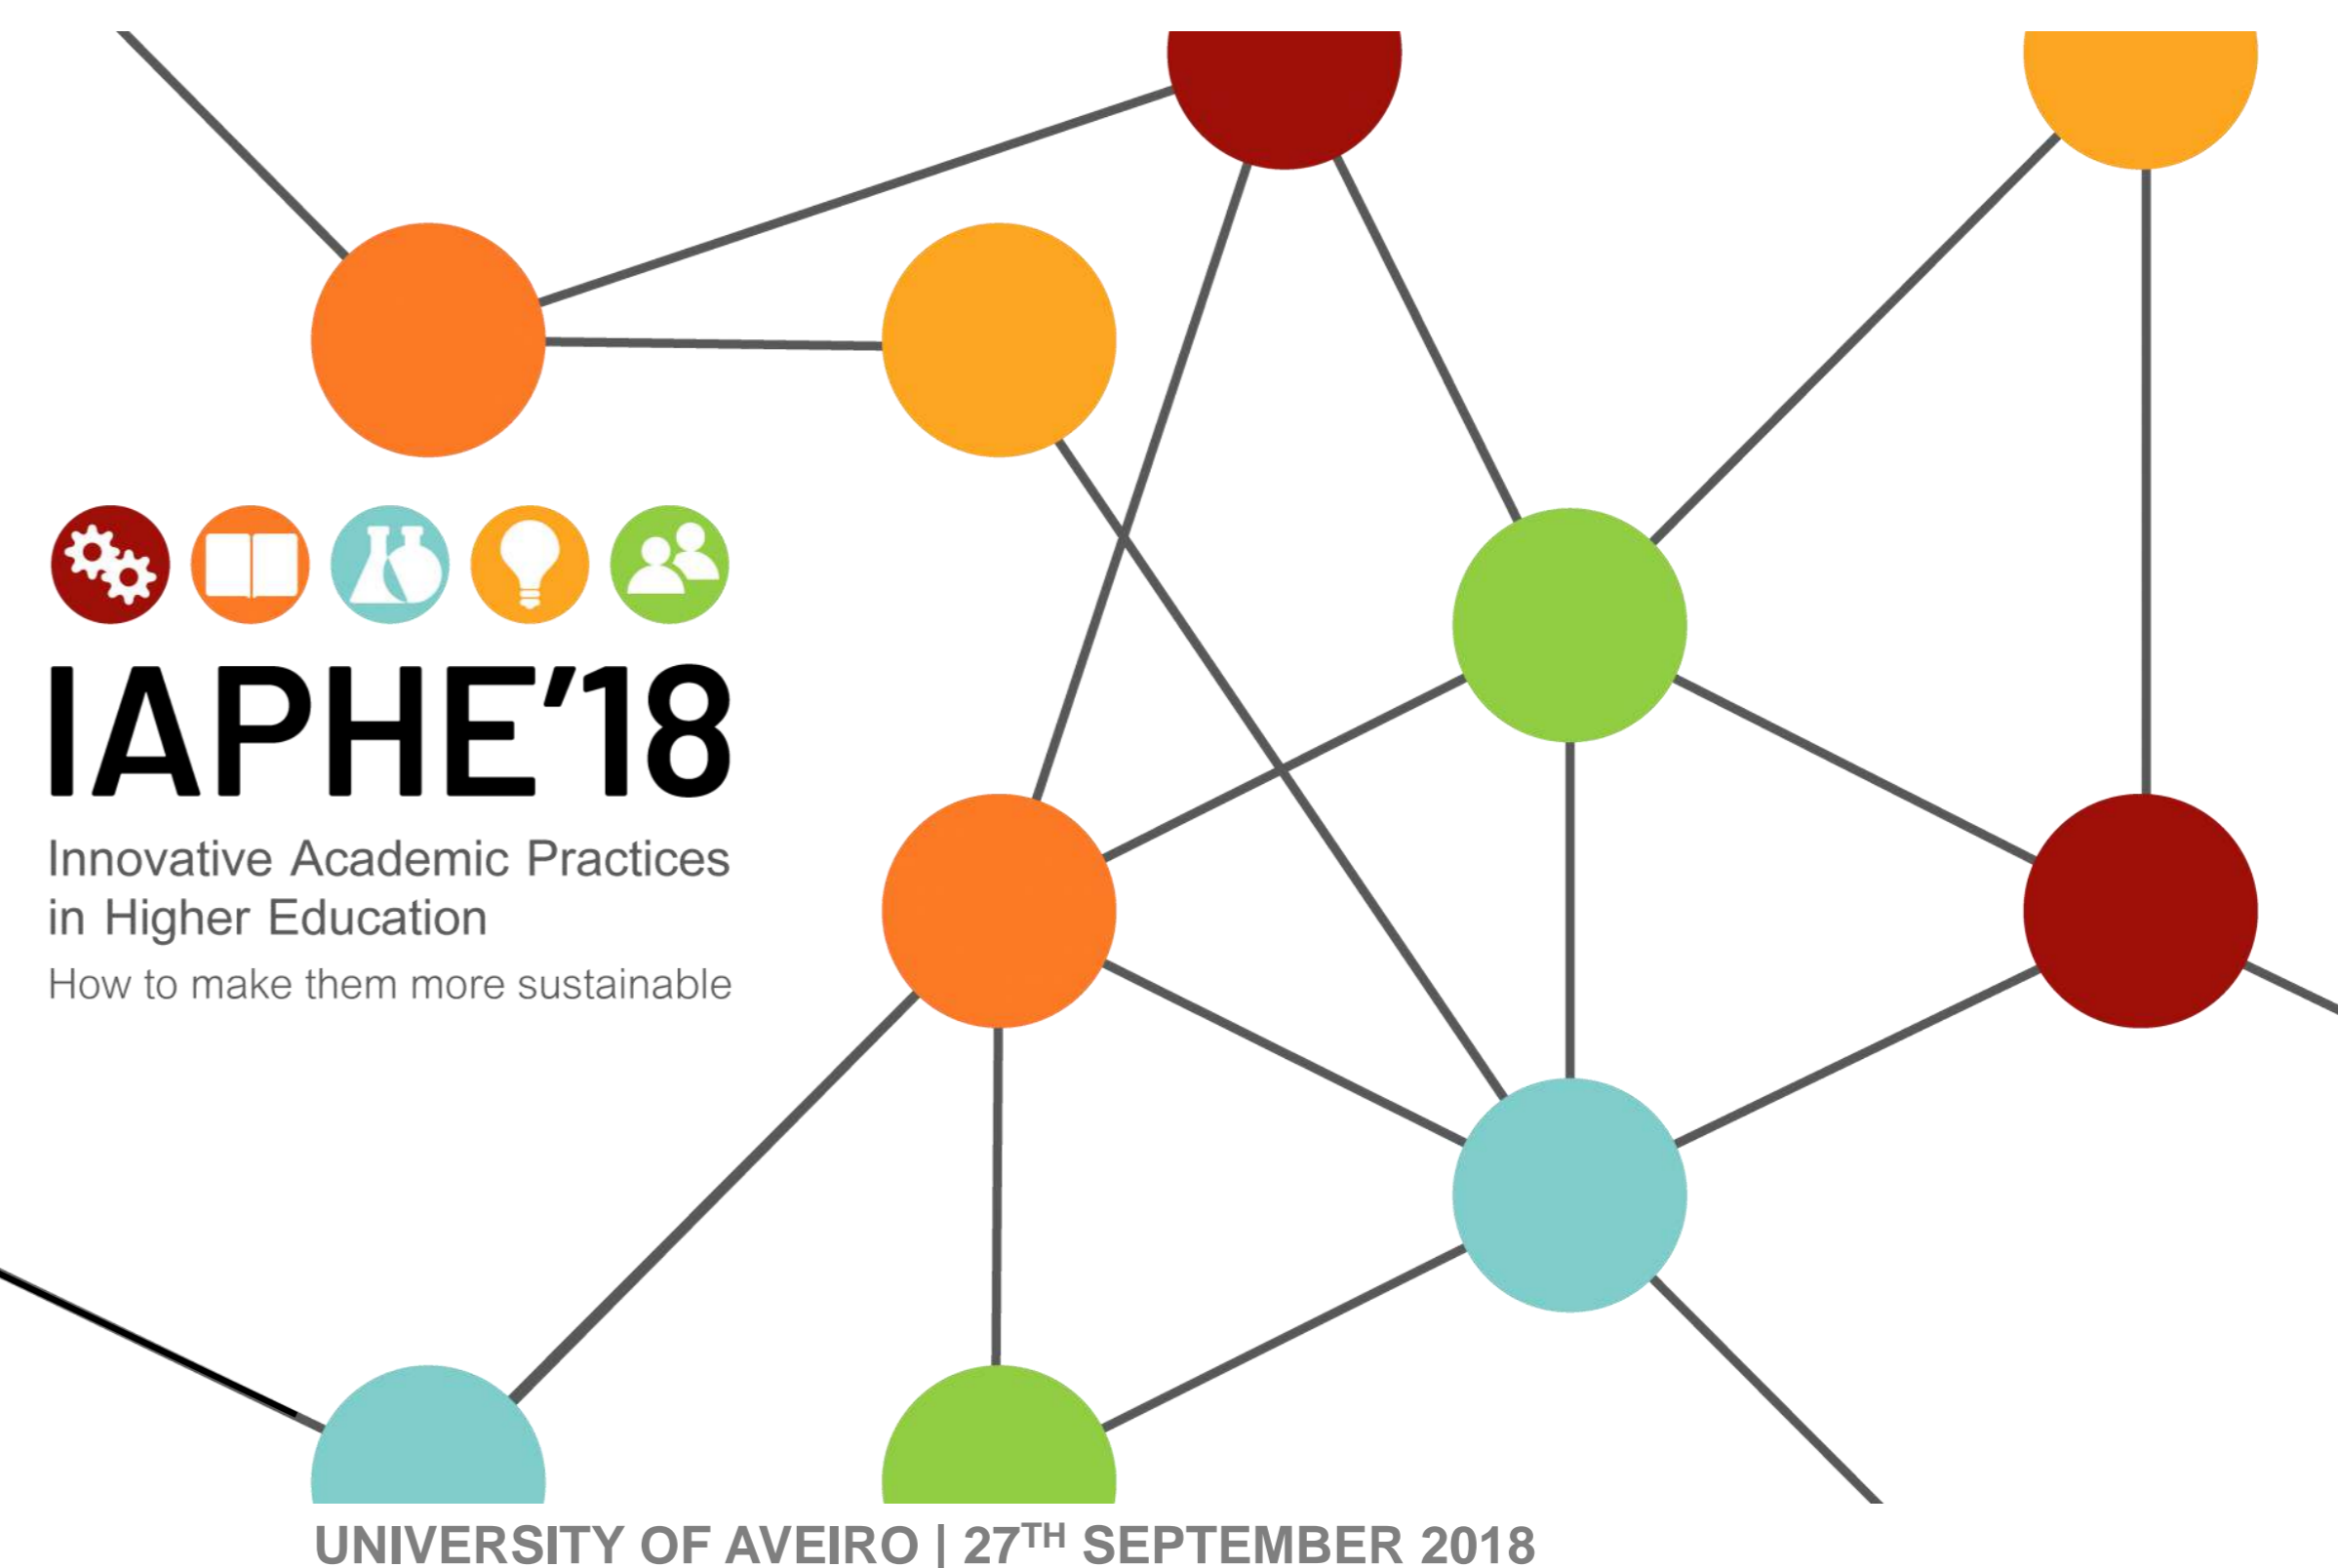 IAPHE'18
Innovative Academic Practices
in Higher Education
How to make them more sustainable
UNIVERSITY OF AVEIRO | 27TH SEPTEMBER 2018